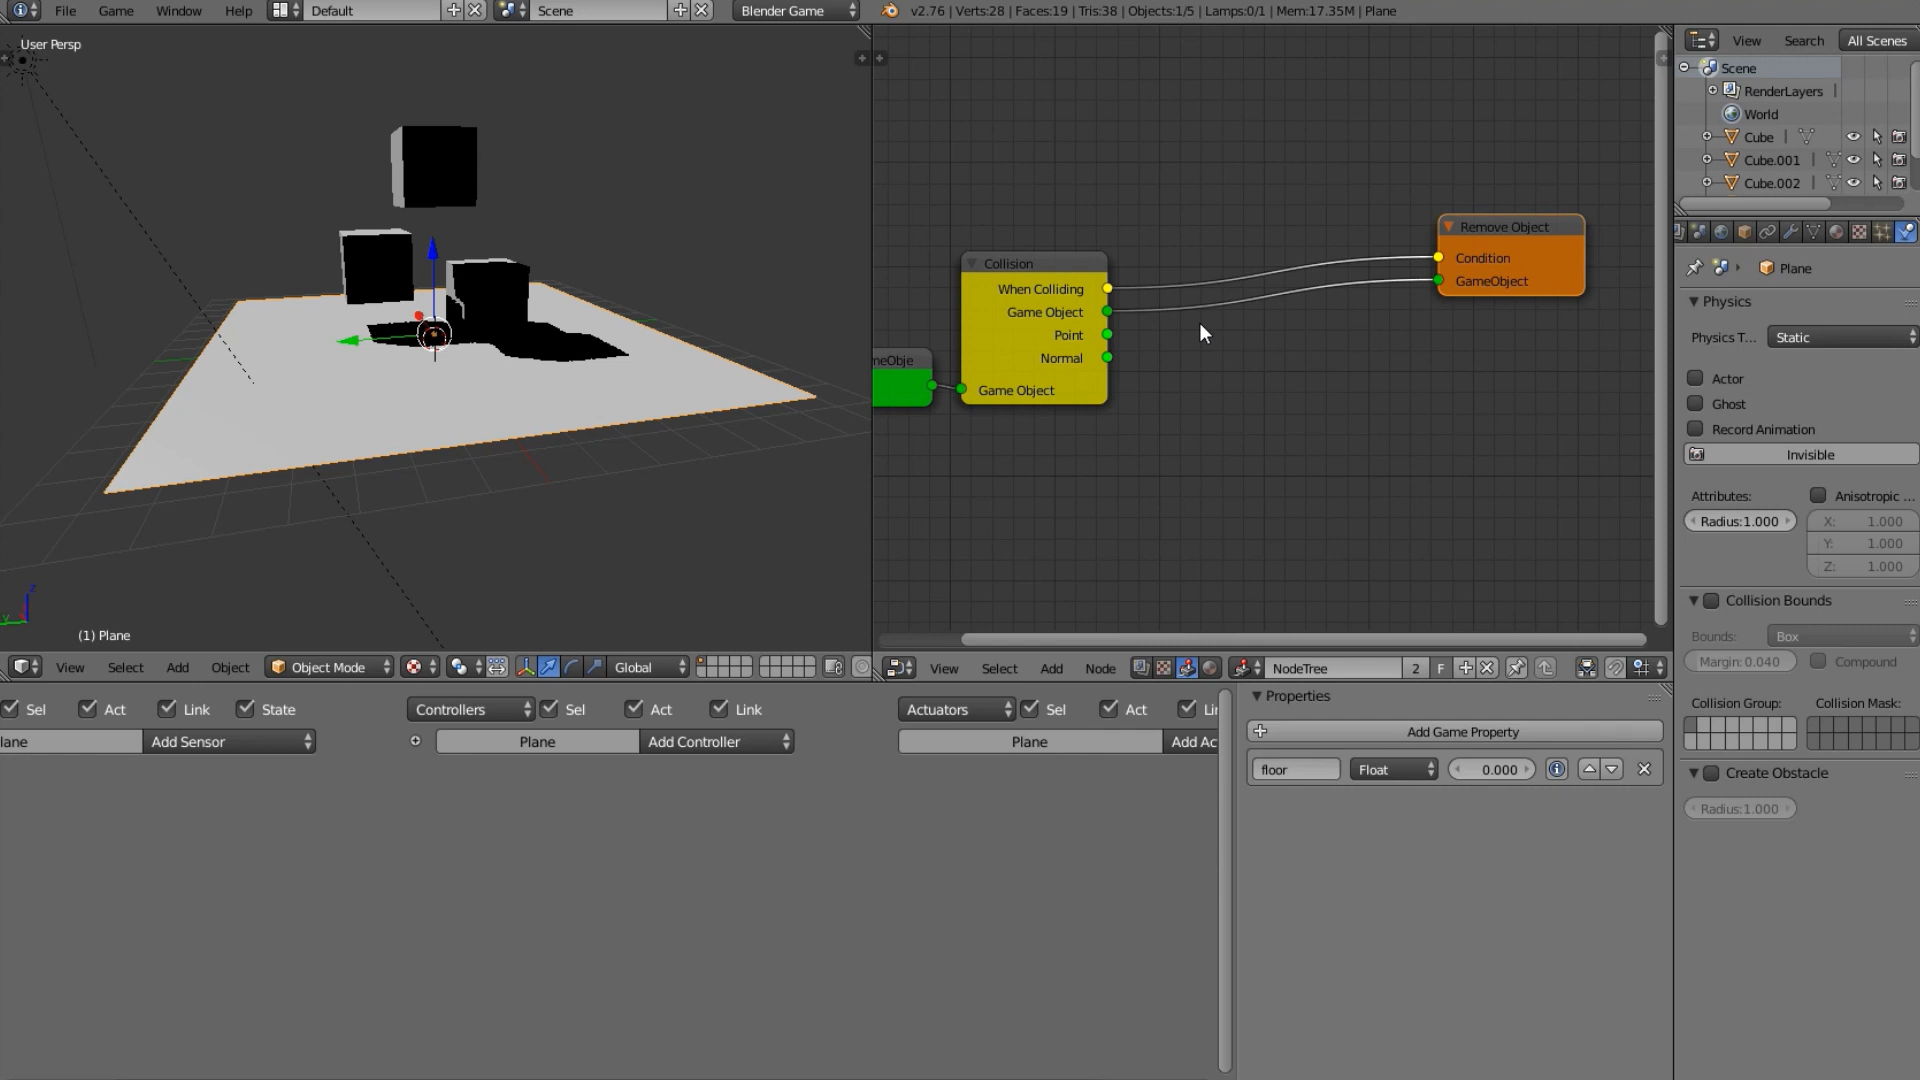 File Game Window Help Default Scene Blender Game v2.76 | Verts:28 | Faces:19 | Tris:38 | Objects:1/5 | Lamps:0/1 | Mem:17.35M | Plane
User Persp
(1) Plane
z
y
View Select Add Object Object Mode Global
Collision
When Colliding
Game Object
Point
Normal
Game Object
meObje
Remove Object
Condition
GameObject
View Select Add Node NodeTree 2 F
View Search All Scenes
Scene
RenderLayers |
World
Cube |
Cube.001 |
Cube.002 |
Plane
Physics
Physics T... Static
Actor
Ghost
Record Animation
Invisible
Attributes: Anisotropic ...
Radius:1.000 X: 1.000
Y: 1.000
Z: 1.000
Collision Bounds
Bounds: Box
Margin:0.040 Compound
Collision Group: Collision Mask:
Create Obstacle
Radius:1.000
Sel Act Link State Controllers Sel Act Link Actuators Sel Act Lir
lane Add Sensor Plane Add Controller Plane Add Ac
Properties
Add Game Property
floor Float 0.000